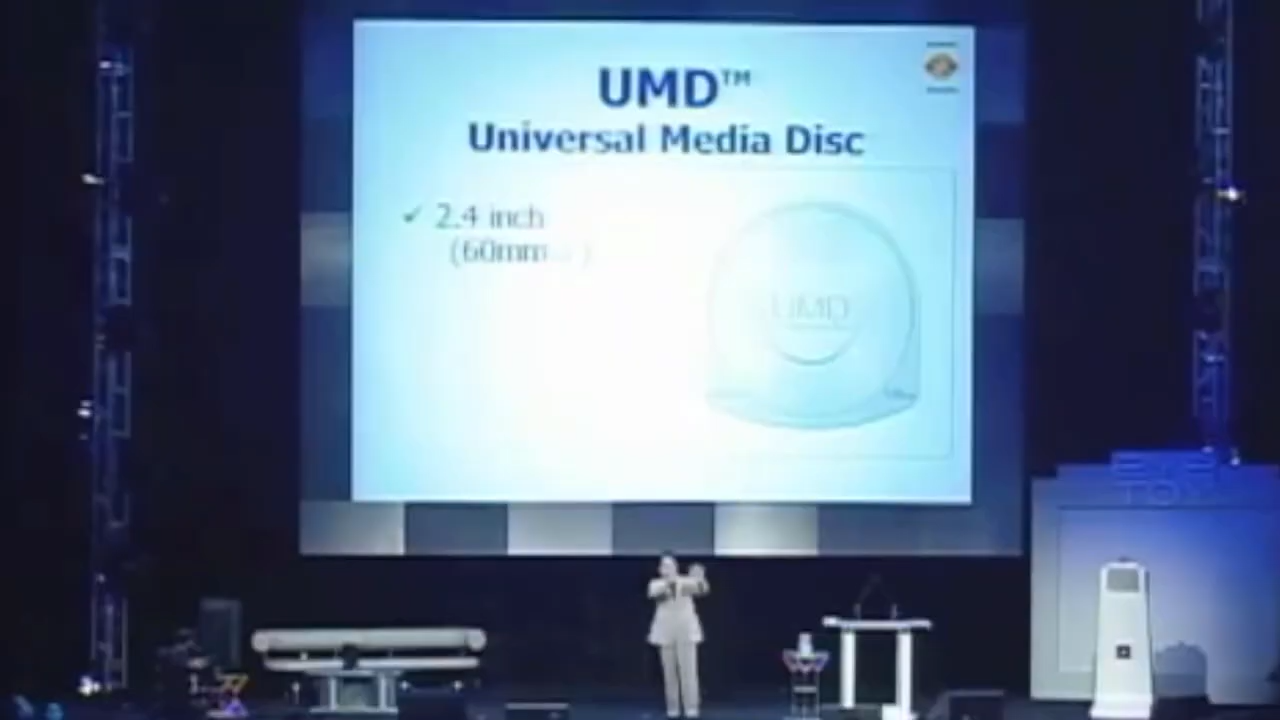 UMD™
Universal Media Disc
✓ 2.4 inch
(60mm )
UMD